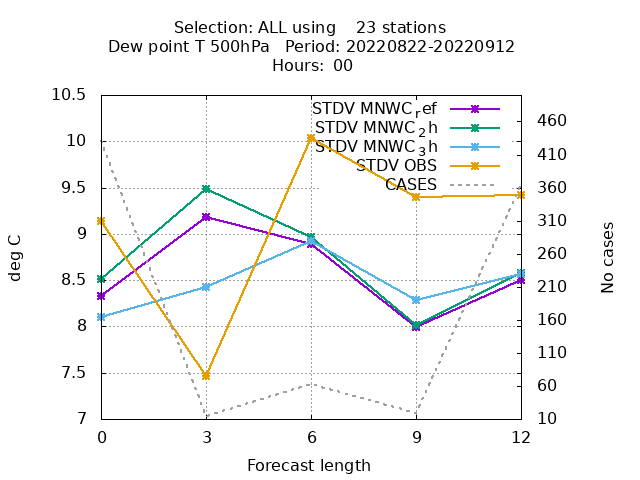 Selection: ALL using    23 stations
Dew point T 500hPa   Period: 20220822-20220912
Hours:  00
10.5
10
9.5
9
8.5
8
7.5
7
deg C
STDV MNWC_ref
STDV MNWC_2h
STDV MNWC_3h
STDV OBS
CASES
460
410
360
310
260
210
160
110
60
10
No cases
0 3 6 9 12
Forecast length